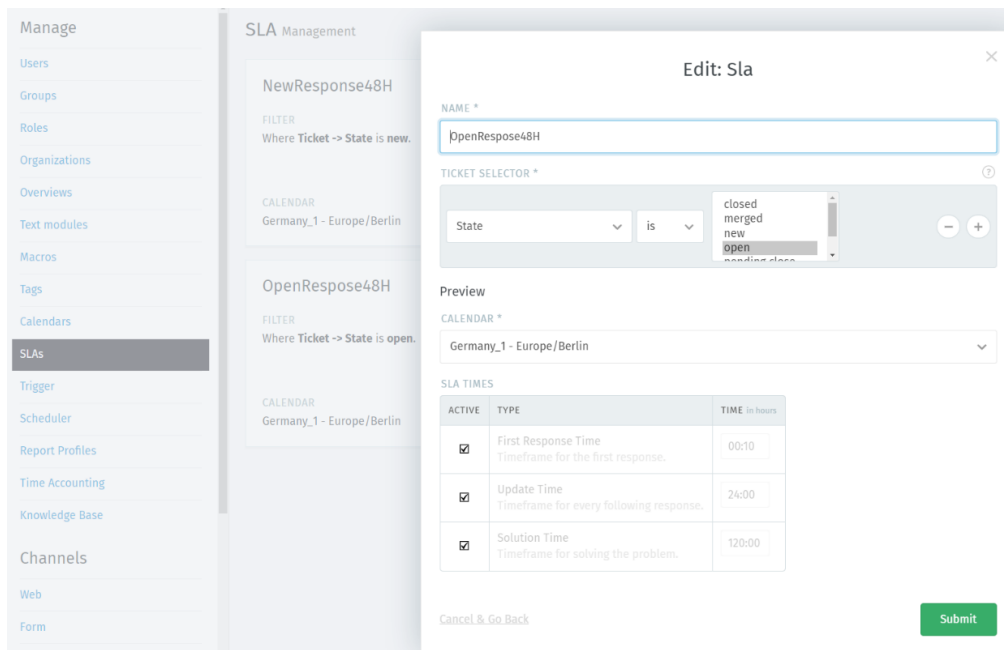 Manage
Users
Groups
Roles
Organizations
Overviews
Text modules
Macros
Tags
Calendars
SLAs
Trigger
Scheduler
Report Profiles
Time Accounting
Knowledge Base
Channels
Web
Form
SLA Management
NewResponse48H
FILTER
Where Ticket -> State is new.
CALENDAR
Germany_1 - Europe/Berlin
OpenRespose48H
FILTER
Where Ticket -> State is open.
CALENDAR
Germany_1 - Europe/Berlin
Edit: Sla
NAME *
OpenRespose48H
TICKET SELECTOR *
State is
closed
merged
new
open
pending close
Preview
CALENDAR *
Germany_1 - Europe/Berlin
SLA TIMES
ACTIVE TYPE TIME in hours
First Response Time 00:10
Timeframe for the first response.
Update Time 24:00
Timeframe for every following response.
Solution Time 120:00
Timeframe for solving the problem.
Cancel & Go Back Submit